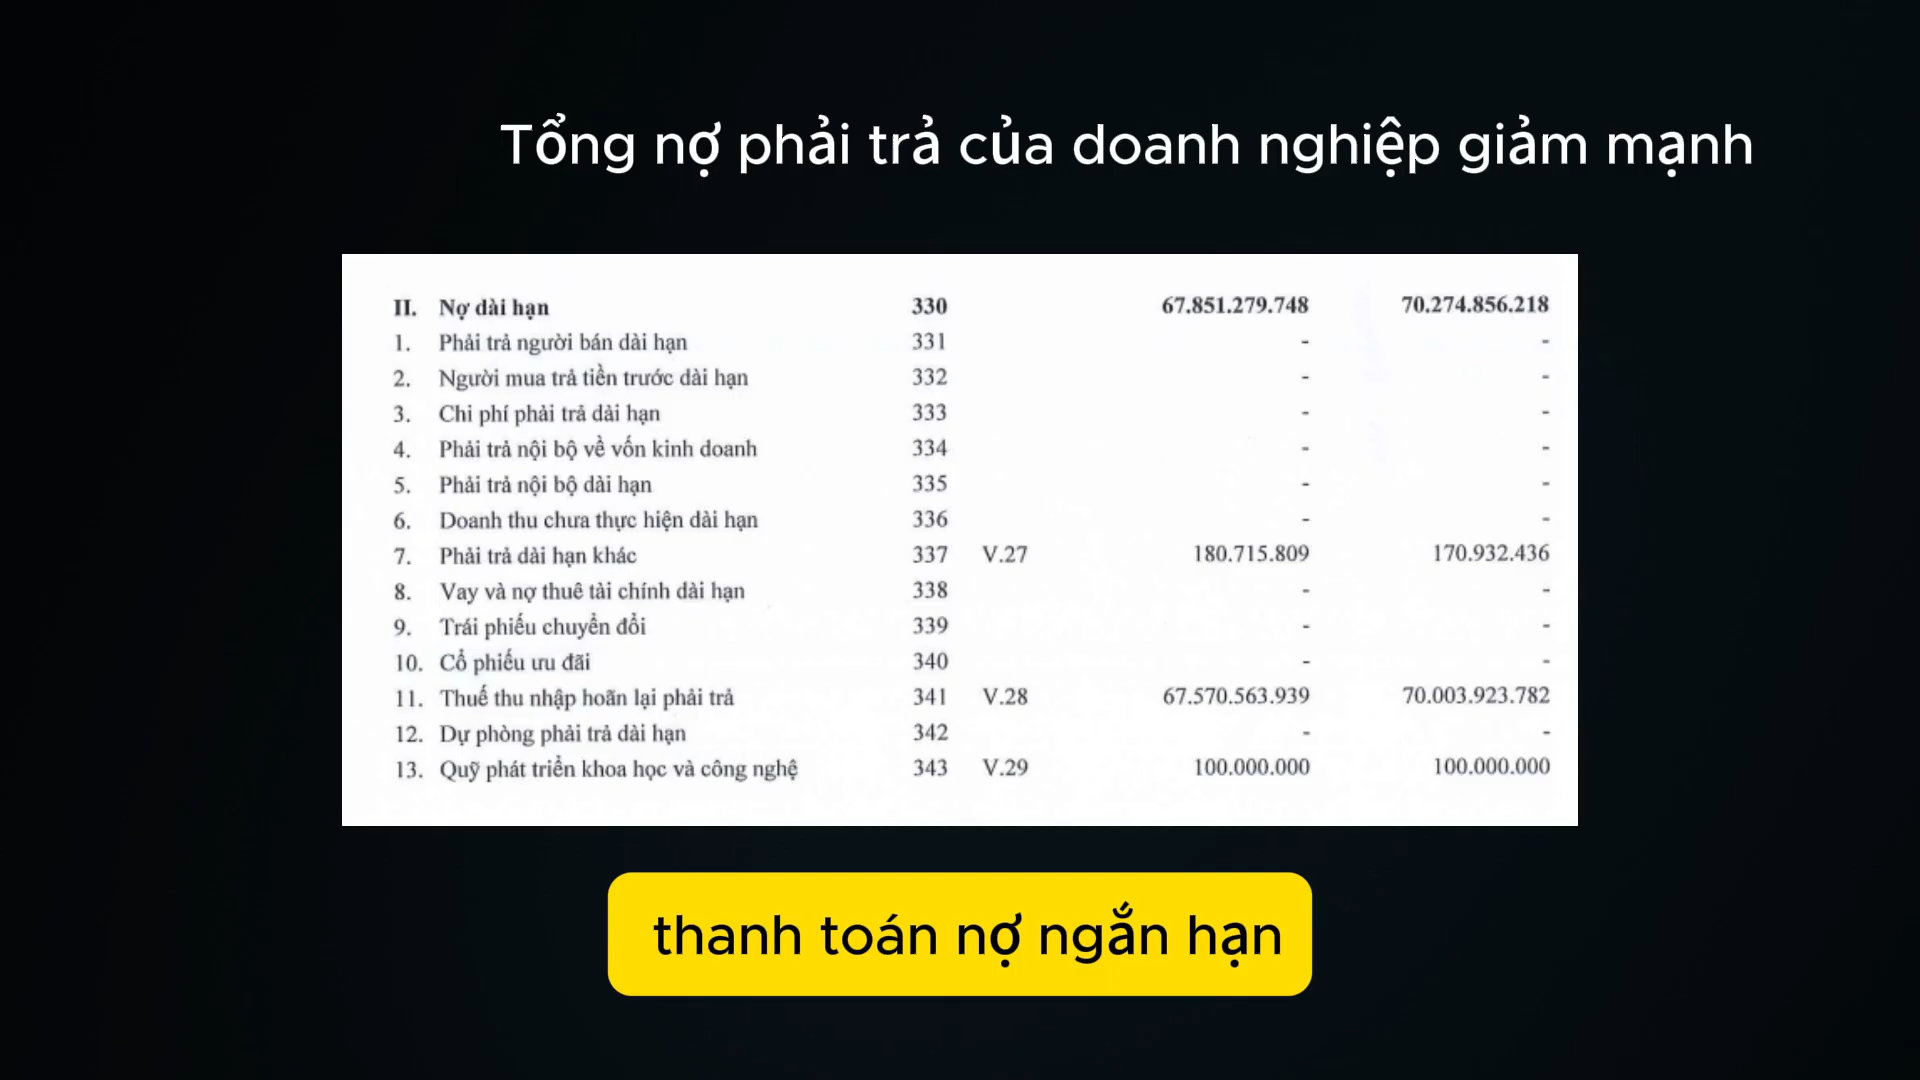 Tổng nợ phải trả của doanh nghiệp giảm mạnh
II. Nợ dài hạn 330 67.851.279.748 70.274.856.218
1. Phải trả người bán dài hạn 331 - -
2. Người mua trả tiền trước dài hạn 332 - -
3. Chi phí phải trả dài hạn 333 - -
4. Phải trả nội bộ về vốn kinh doanh 334 - -
5. Phải trả nội bộ dài hạn 335 - -
6. Doanh thu chưa thực hiện dài hạn 336 - -
7. Phải trả dài hạn khác 337 V.27 180.715.809 170.932.436
8. Vay và nợ thuê tài chính dài hạn 338 - -
9. Trái phiếu chuyển đổi 339 - -
10. Cổ phiếu ưu đãi 340 - -
11. Thuế thu nhập hoãn lại phải trả 341 V.28 67.570.563.939 70.003.923.782
12. Dự phòng phải trả dài hạn 342 - -
13. Quỹ phát triển khoa học và công nghệ 343 V.29 100.000.000 100.000.000
thanh toán nợ ngắn hạn